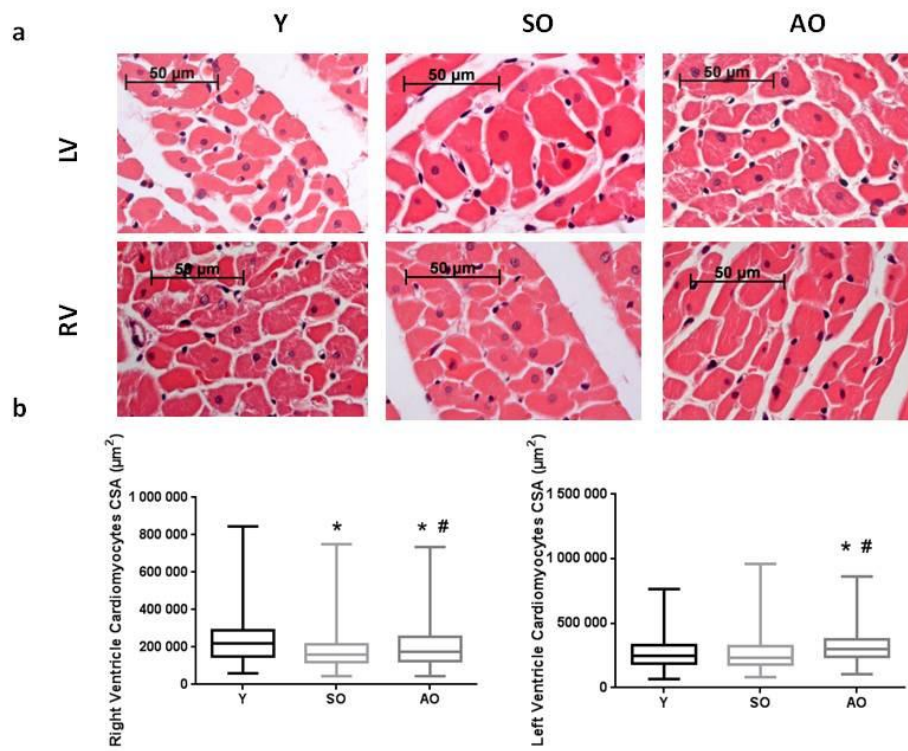 a
Y SO AO
LV
50 µm 50 µm 50 µm
RV
50 µm 50 µm 50 µm
b
Right Ventricle Cardiomyocytes CSA (µm²)
1 000 000
800 000
600 000
400 000
200 000
0
* * #
Y SO AO
Left Ventricle Cardiomyocytes CSA (µm²)
1 500 000
1 000 000
500 000
0
* #
Y SO AO